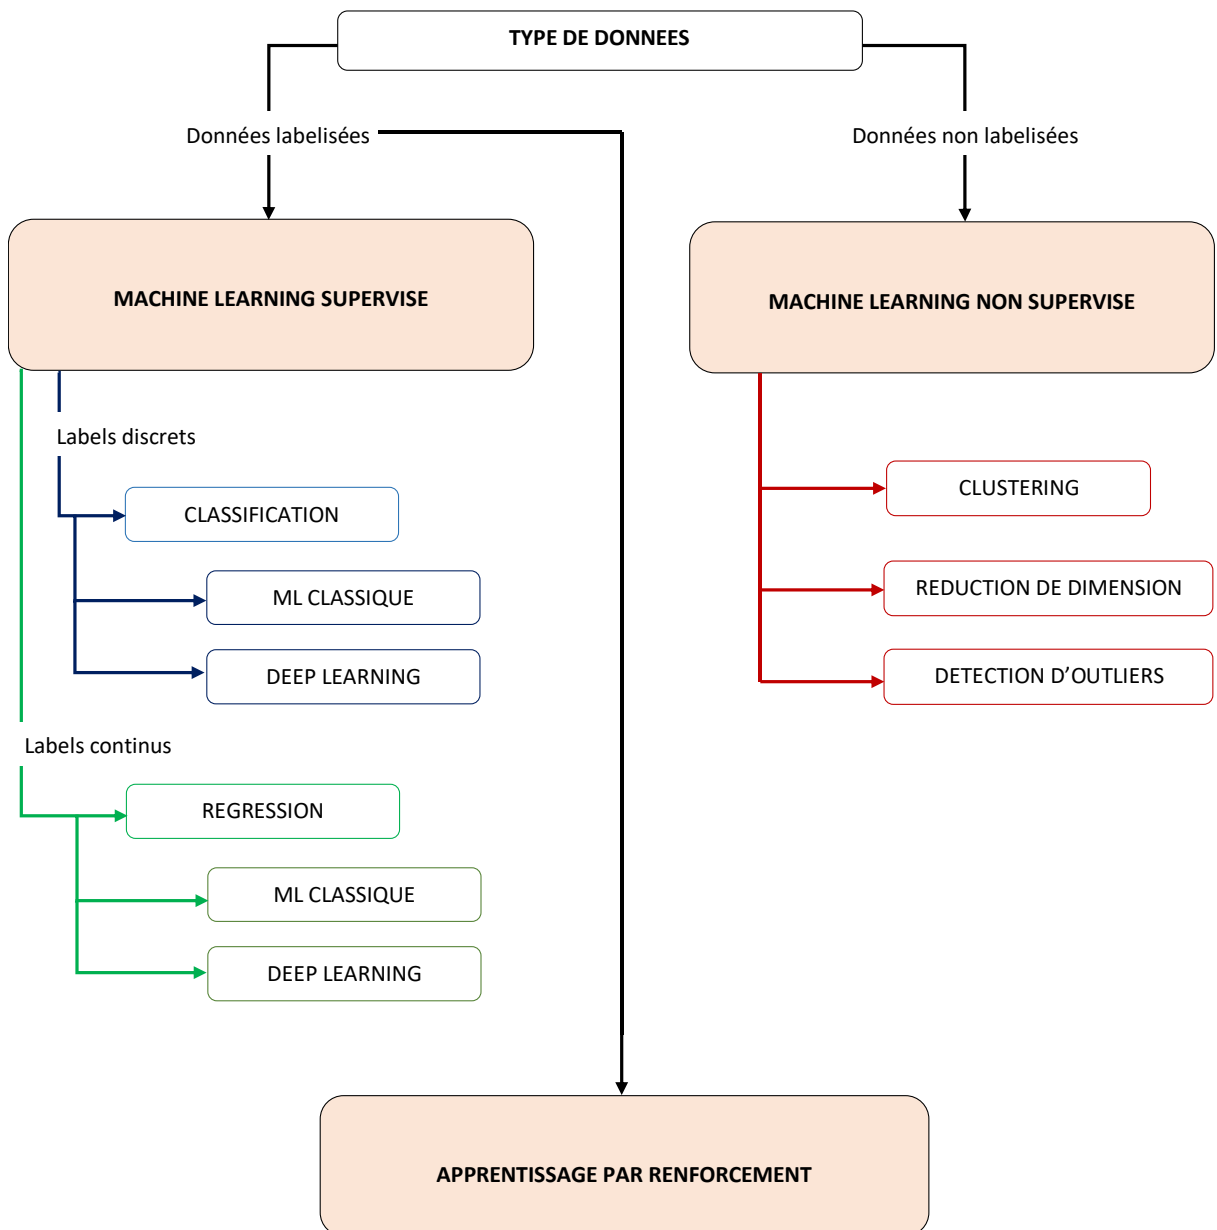 TYPE DE DONNEES
Données labelisées
Données non labelisées
MACHINE LEARNING SUPERVISE
MACHINE LEARNING NON SUPERVISE
Labels discrets
CLASSIFICATION
ML CLASSIQUE
DEEP LEARNING
Labels continus
REGRESSION
ML CLASSIQUE
DEEP LEARNING
CLUSTERING
REDUCTION DE DIMENSION
DETECTION D’OUTLIERS
APPRENTISSAGE PAR RENFORCEMENT